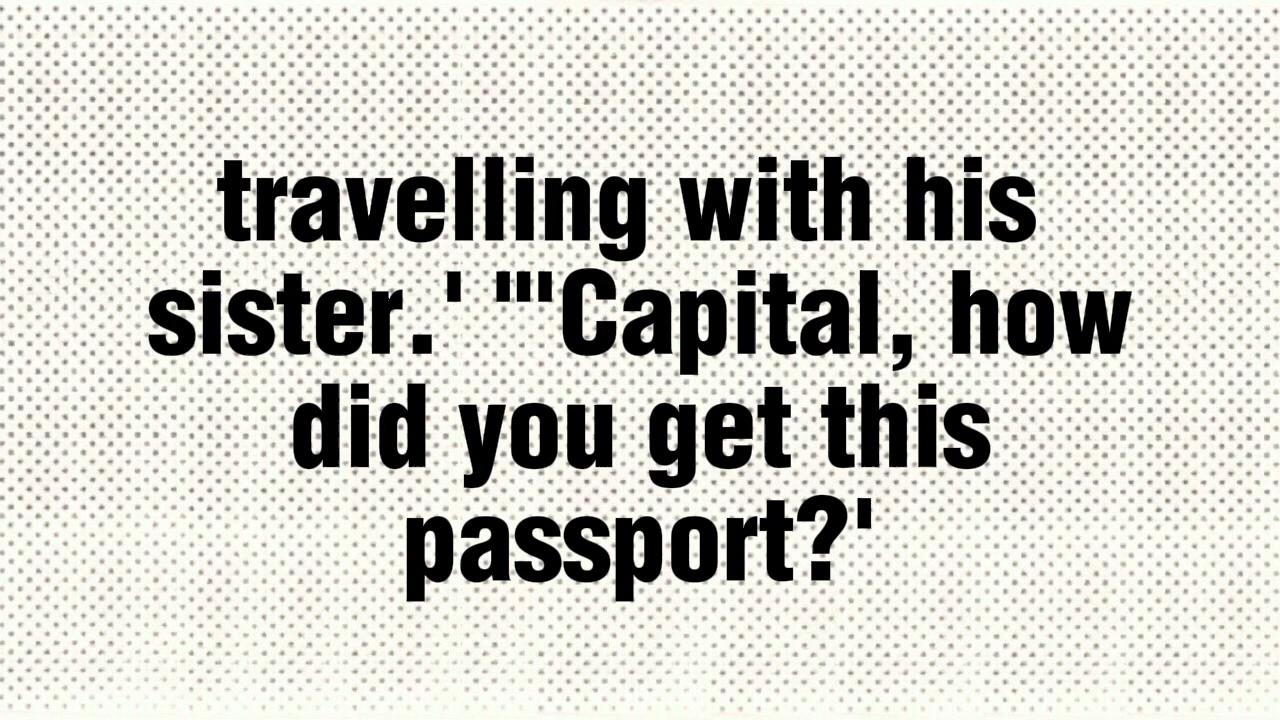 travelling with his
sister.' "'Capital, how
did you get this
passport?'